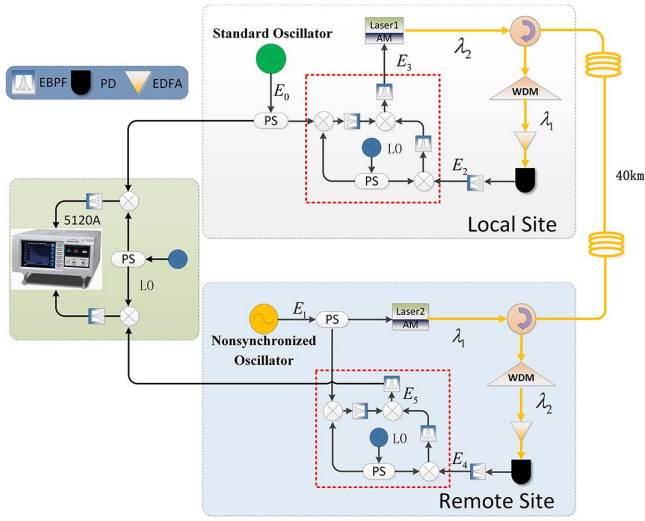 Standard Oscillator
Laser1
AM
λ2
E3
WDM
EBPF
PD
EDFA
E0
PS
LO
PS
λ1
E2
Local Site
40km
5120A
PS
LO
E1
PS
Laser2
AM
λ1
Nonsynchronized
Oscillator
WDM
λ2
E5
LO
PS
E4
Remote Site